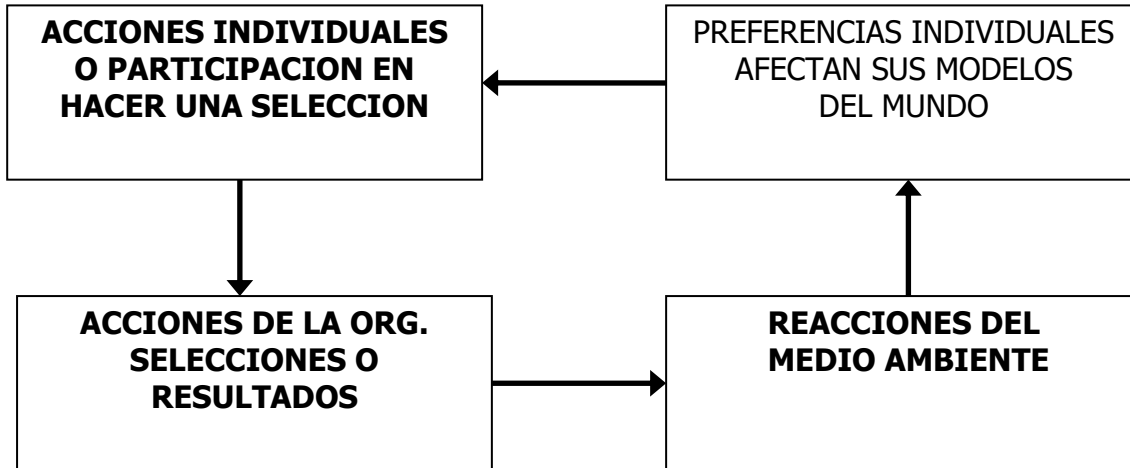 ACCIONES INDIVIDUALES
O PARTICIPACION EN
HACER UNA SELECCION
PREFERENCIAS INDIVIDUALES
AFECTAN SUS MODELOS
DEL MUNDO
ACCIONES DE LA ORG.
SELECCIONES O
RESULTADOS
REACCIONES DEL
MEDIO AMBIENTE